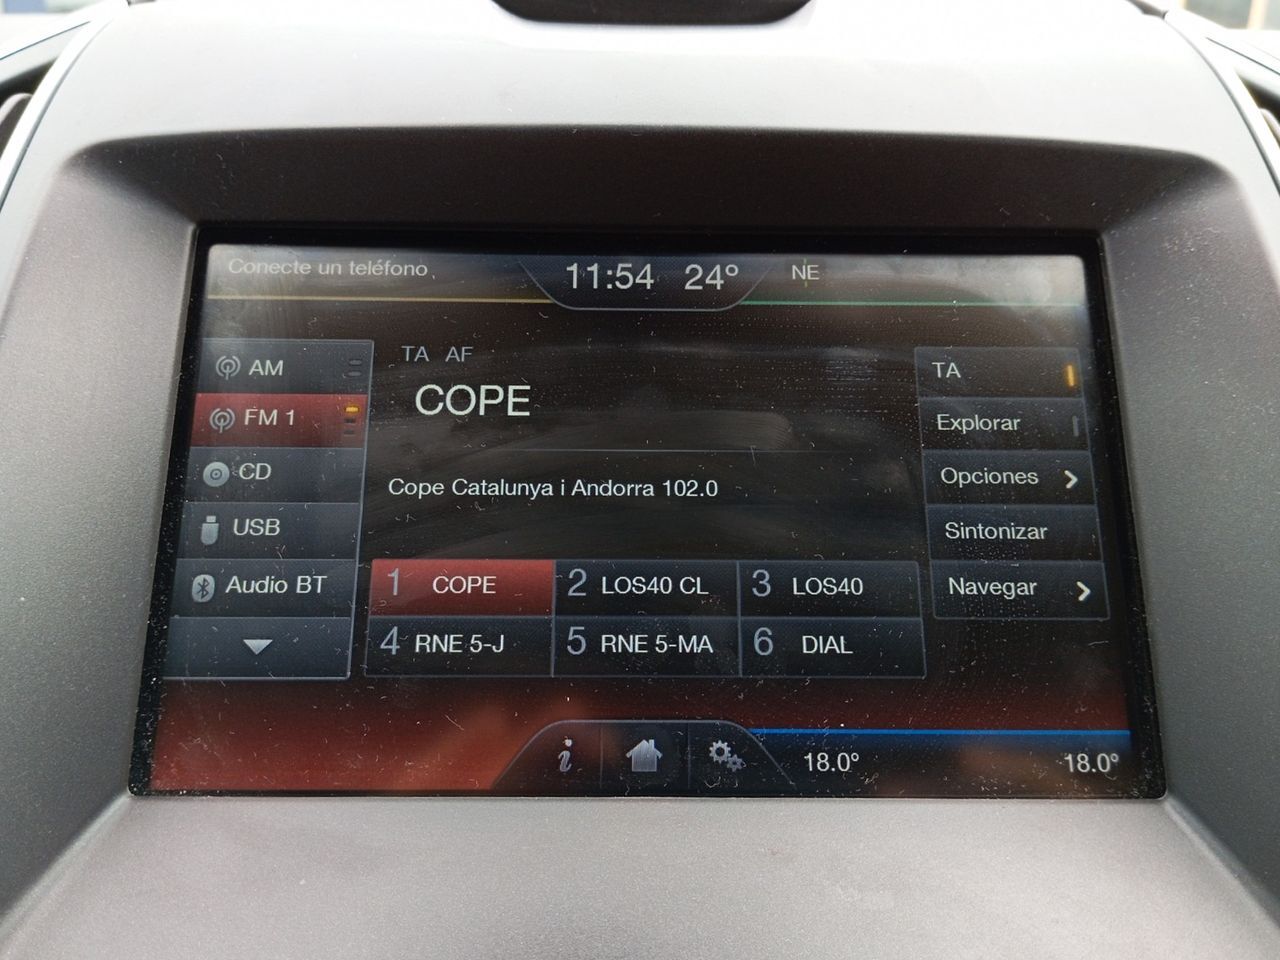 Conecte un teléfono
11:54 24° NE
AM
FM 1
CD
USB
Audio BT
TA AF
COPE
Cope Catalunya i Andorra 102.0
1 COPE
2 LOS40 CL
3 LOS40
4 RNE 5-J
5 RNE 5-MA
6 DIAL
TA
Explorar
Opciones
Sintonizar
Navegar
i
18.0°
18.0°